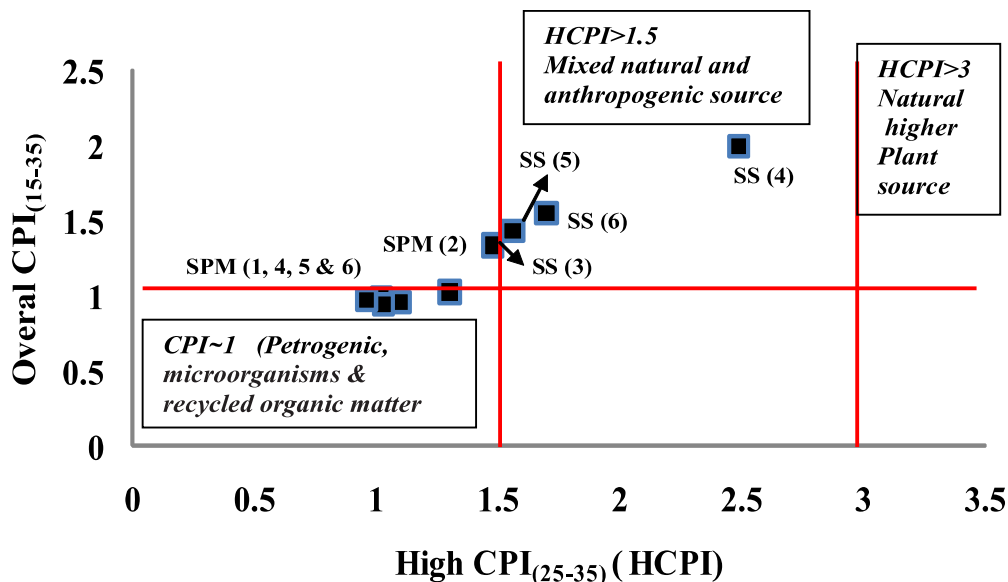 HCPI>1.5
Mixed natural and
anthropogenic source
HCPI>3
Natural
higher
Plant
source
2.5
2
1.5
1
0.5
0
Overal CPI(15-35)
SS (5)
SS (4)
SS (6)
SPM (2)
SS (3)
SPM (1, 4, 5 & 6)
CPI~1 (Petrogenic,
microorganisms &
recycled organic matter
0 0.5 1 1.5 2 2.5 3 3.5
High CPI(25-35) ( HCPI)